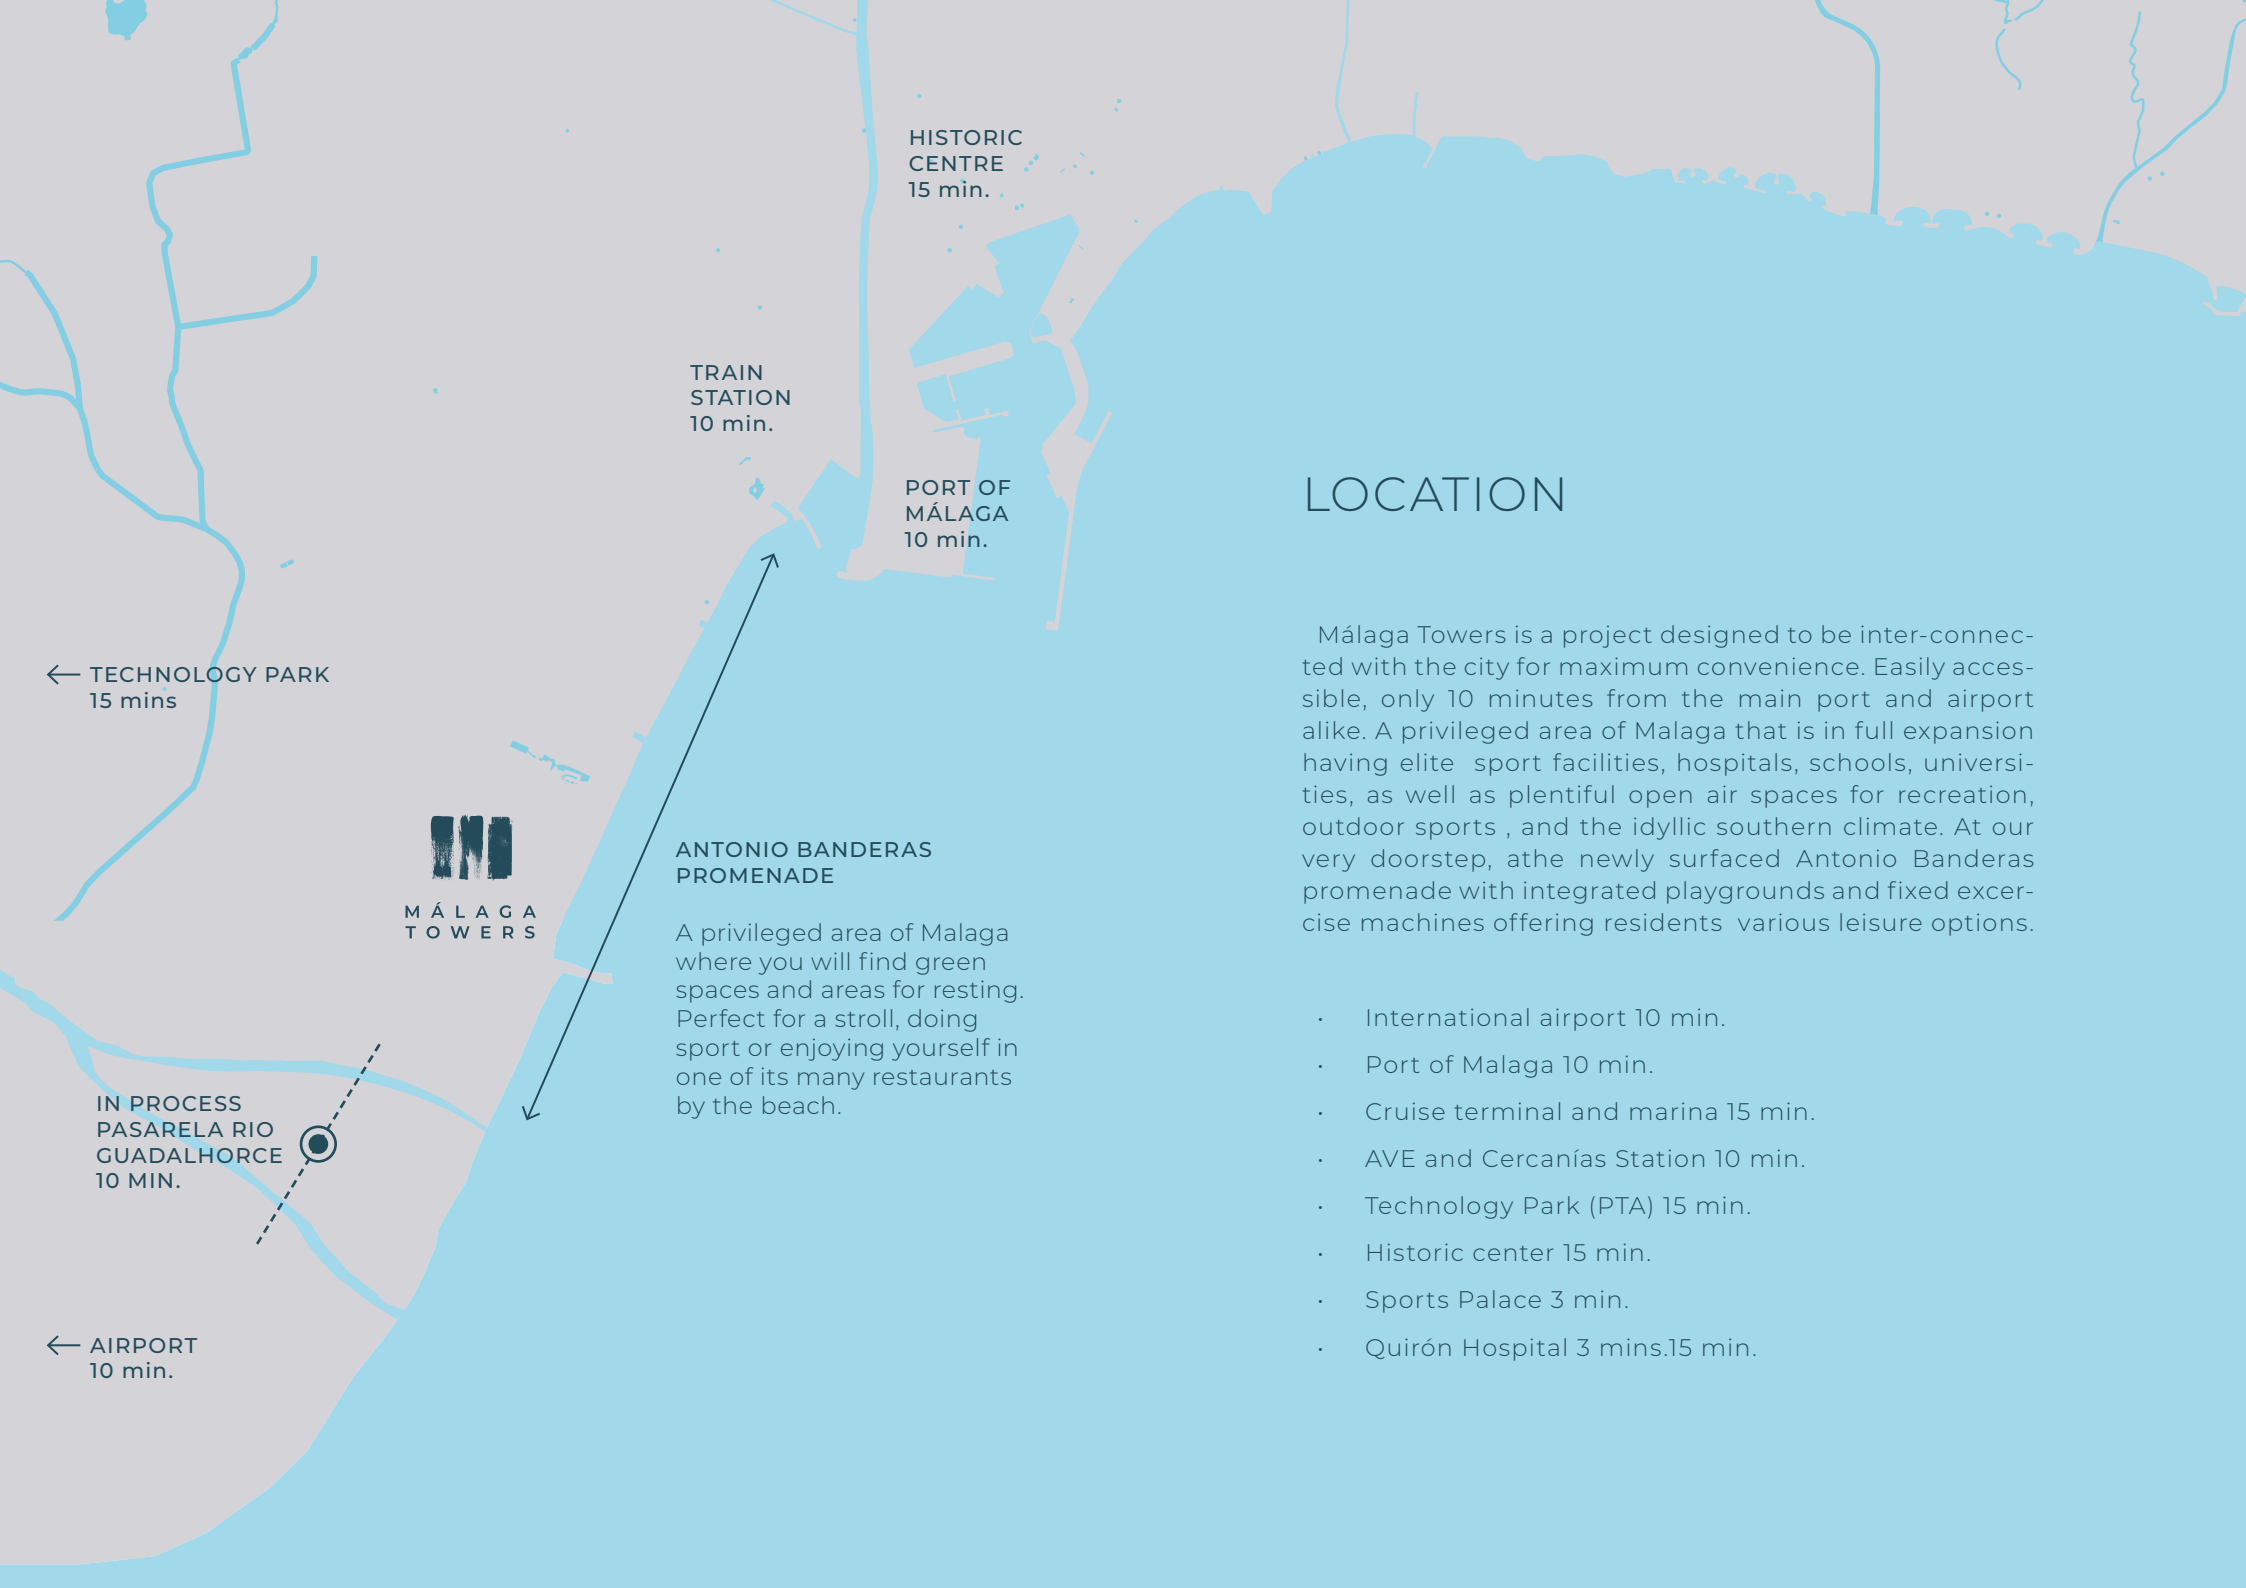 HISTORIC
CENTRE
15 min.
TRAIN
STATION
10 min.
PORT OF
MÁLAGA
10 min.
TECHNOLOGY PARK
15 mins
MÁLAGA
TOWERS
ANTONIO BANDERAS
PROMENADE
A privileged area of Malaga
where you will find green
spaces and areas for resting.
Perfect for a stroll, doing
sport or enjoying yourself in
one of its many restaurants
by the beach.
IN PROCESS
PASARELA RIO
GUADALHORCE
10 MIN.
AIRPORT
10 min.
LOCATION
Málaga Towers is a project designed to be inter-connec-
ted with the city for maximum convenience. Easily acces-
sible, only 10 minutes from the main port and airport
alike. A privileged area of Malaga that is in full expansion
having elite sport facilities, hospitals, schools, universi-
ties, as well as plentiful open air spaces for recreation,
outdoor sports , and the idyllic southern climate. At our
very doorstep, athe newly surfaced Antonio Banderas
promenade with integrated playgrounds and fixed excer-
cise machines offering residents various leisure options.
• International airport 10 min.
• Port of Malaga 10 min.
• Cruise terminal and marina 15 min.
• AVE and Cercanías Station 10 min.
• Technology Park (PTA) 15 min.
• Historic center 15 min.
• Sports Palace 3 min.
• Quirón Hospital 3 mins.15 min.